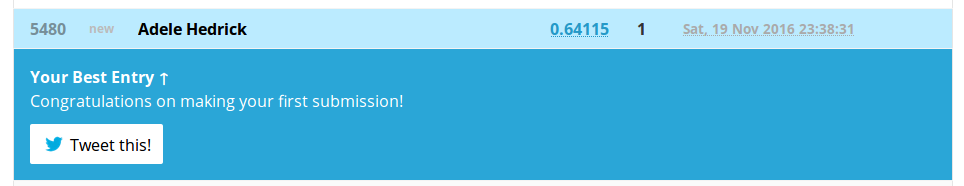 5480 new Adele Hedrick 0.64115 1 Sat, 19 Nov 2016 23:38:31
Your Best Entry ↑
Congratulations on making your first submission!
Tweet this!